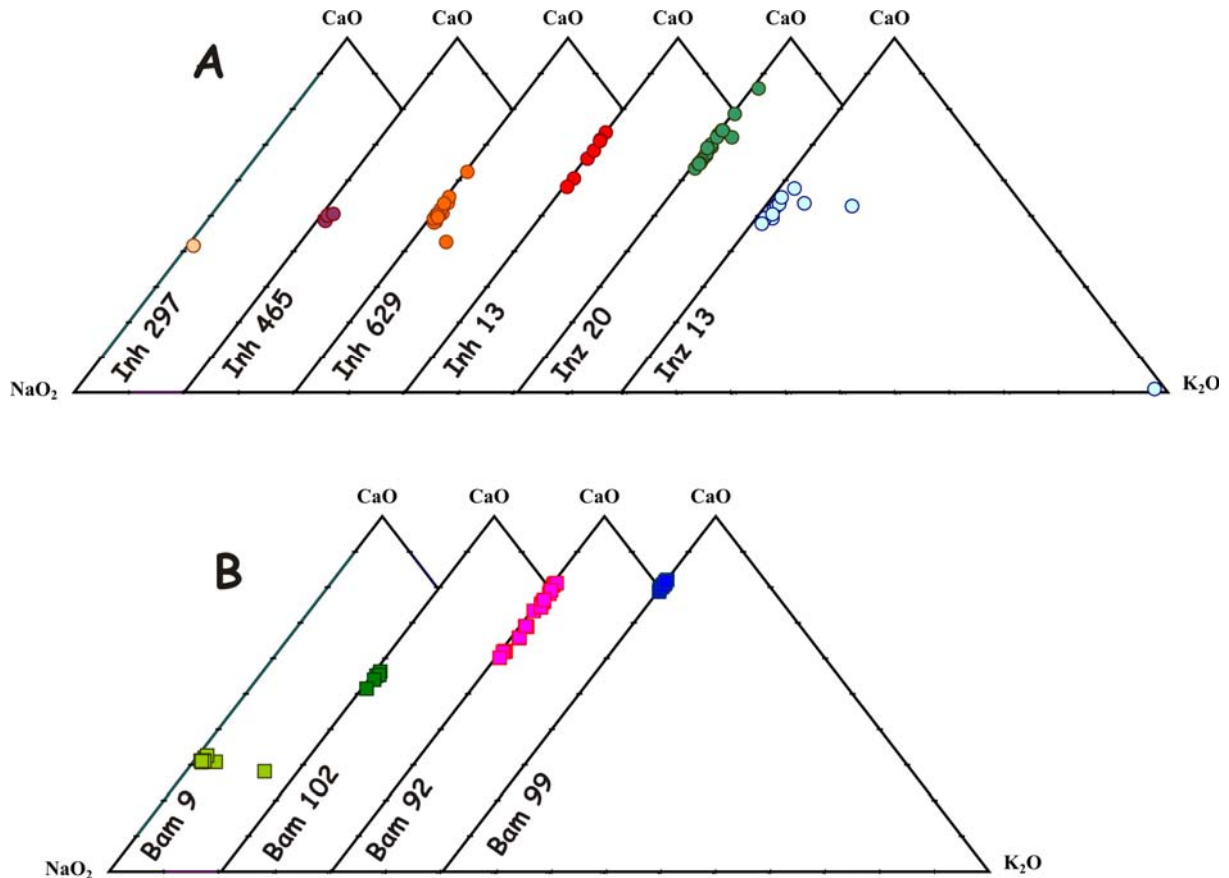 CaO CaO CaO CaO CaO CaO
A
Inh 297
Inh 465
Inh 629
Inh 13
Inz 20
Inz 13
NaO₂ K₂O
CaO CaO CaO CaO
B
Bam 9
Bam 102
Bam 92
Bam 99
NaO₂ K₂O